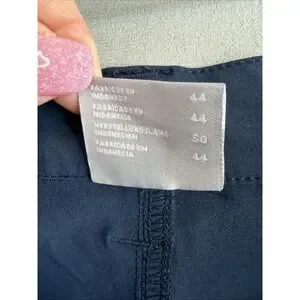 FABRIQUE EN 44
INDONESIE
FABRICADO EN 44
INDONESIA
HERSTELLUNGSLAND 50
INDONESIEN
FABRICADO EM 44
INDONESIA